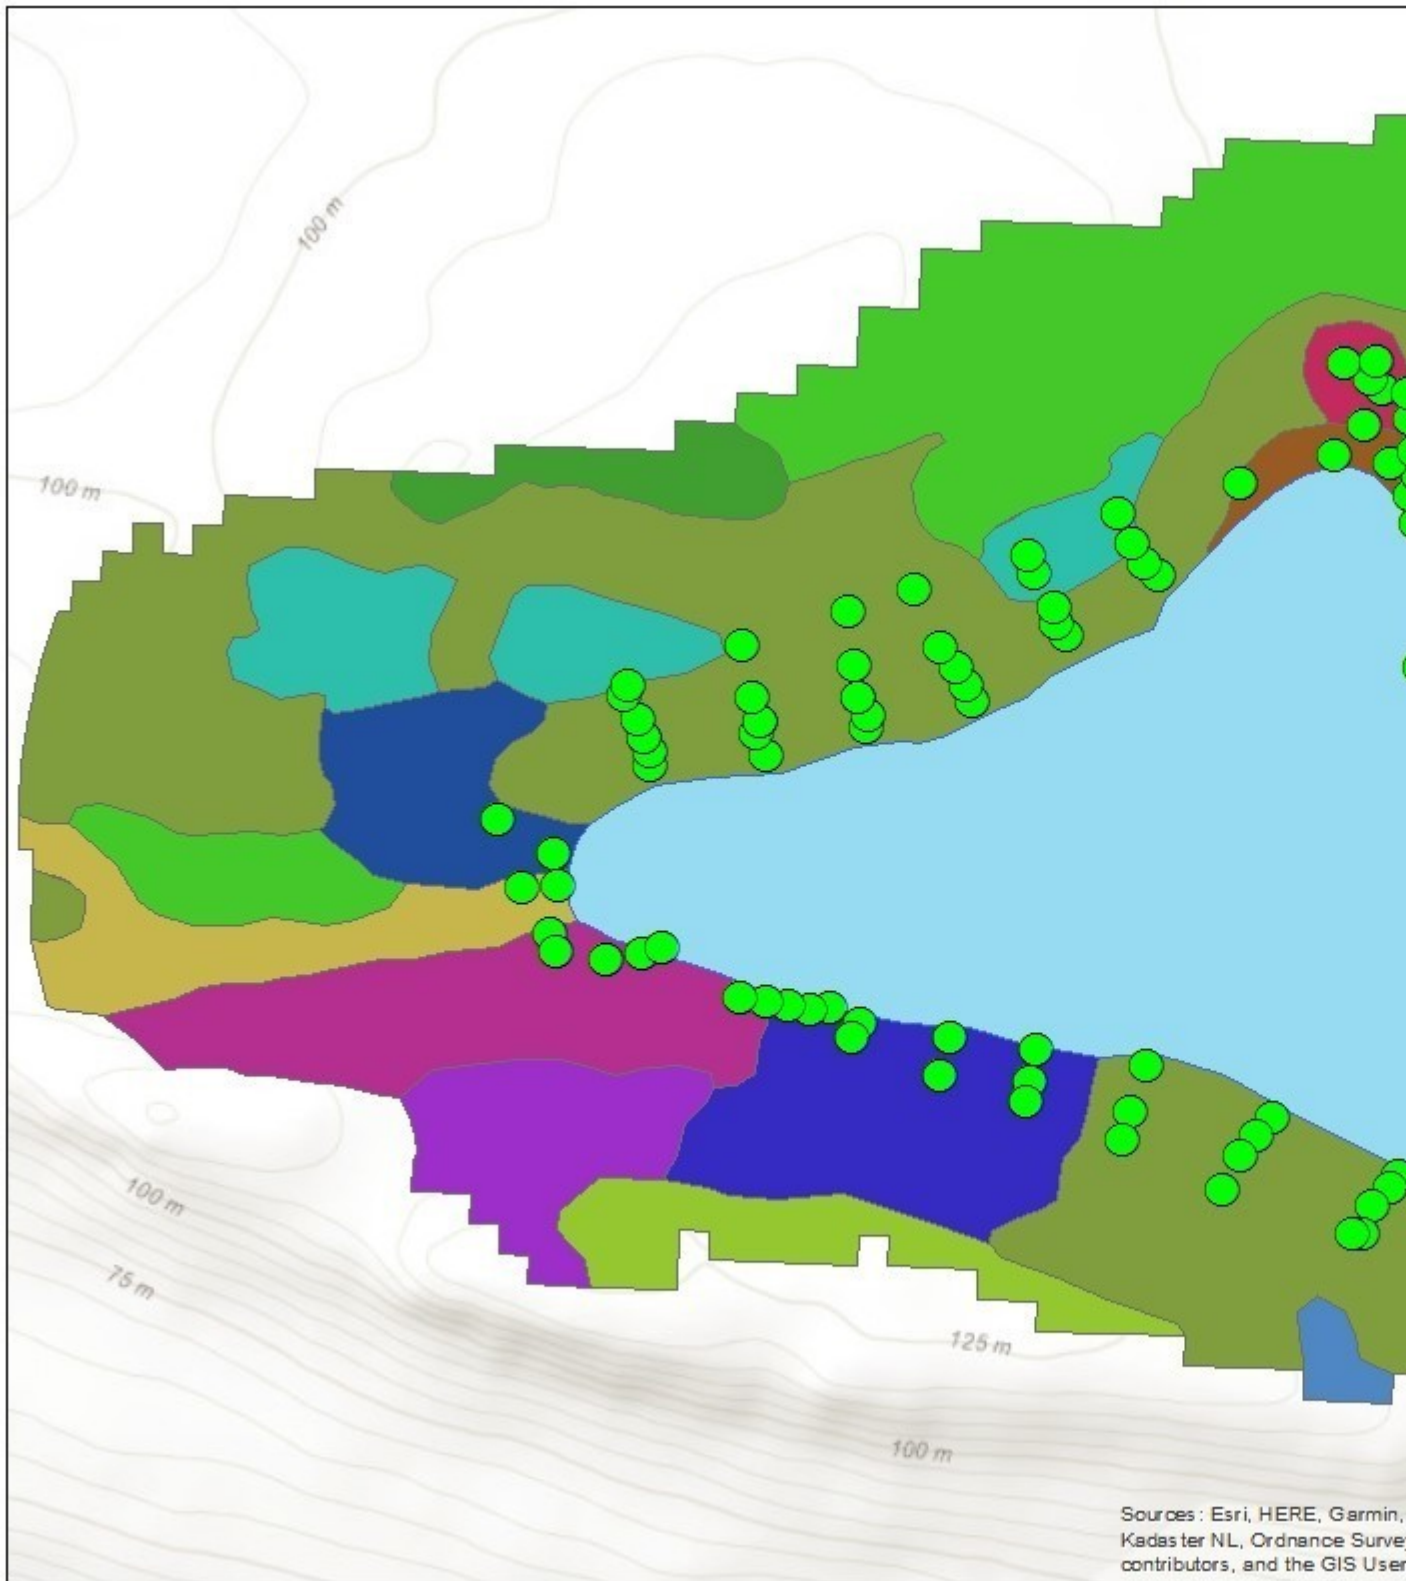 100 m
100 m
100 m
75 m
125 m
100 m
Sources: Esri, HERE, Garmin,
Kadaster NL, Ordnance Survey
contributors, and the GIS User